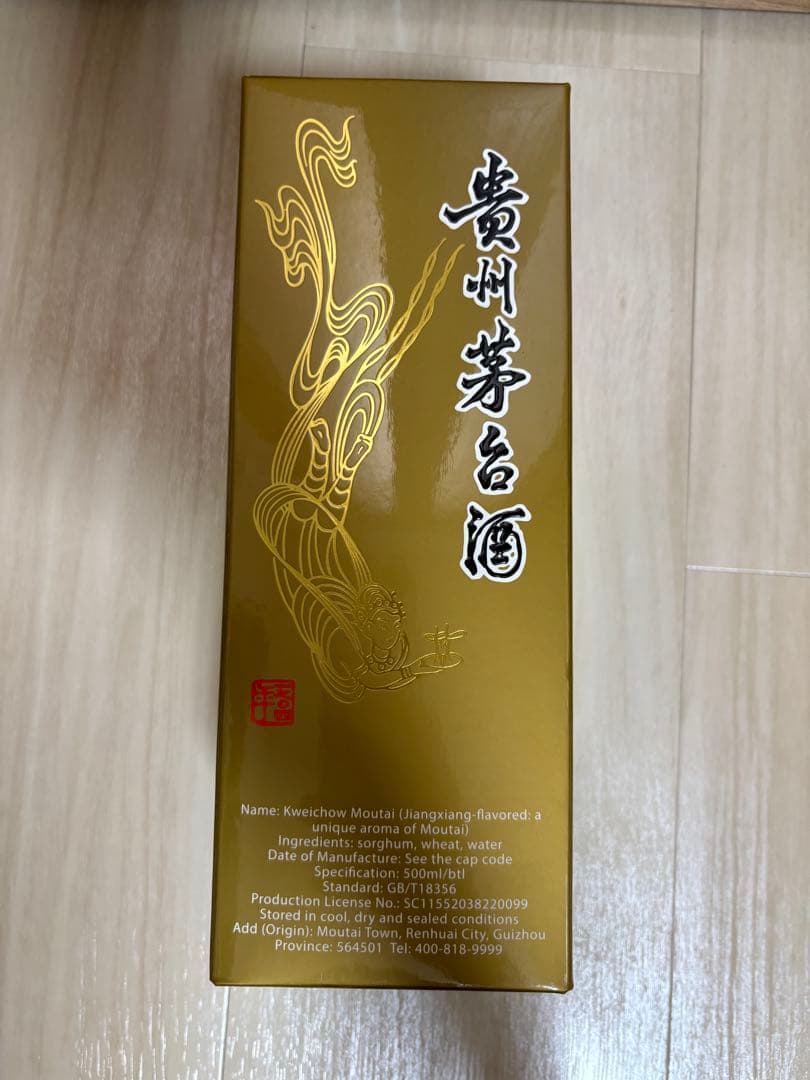 貴州茅台酒
Name: Kweichow Moutai (Jiangxiang-flavored: a
unique aroma of Moutai)
Ingredients: sorghum, wheat, water
Date of Manufacture: See the cap code
Specification: 500ml/btl
Standard: GB/T18356
Production License No.: SC11552038220099
Stored in cool, dry and sealed conditions
Add (Origin): Moutai Town, Renhuai City, Guizhou
Province: 564501 Tel: 400-818-9999